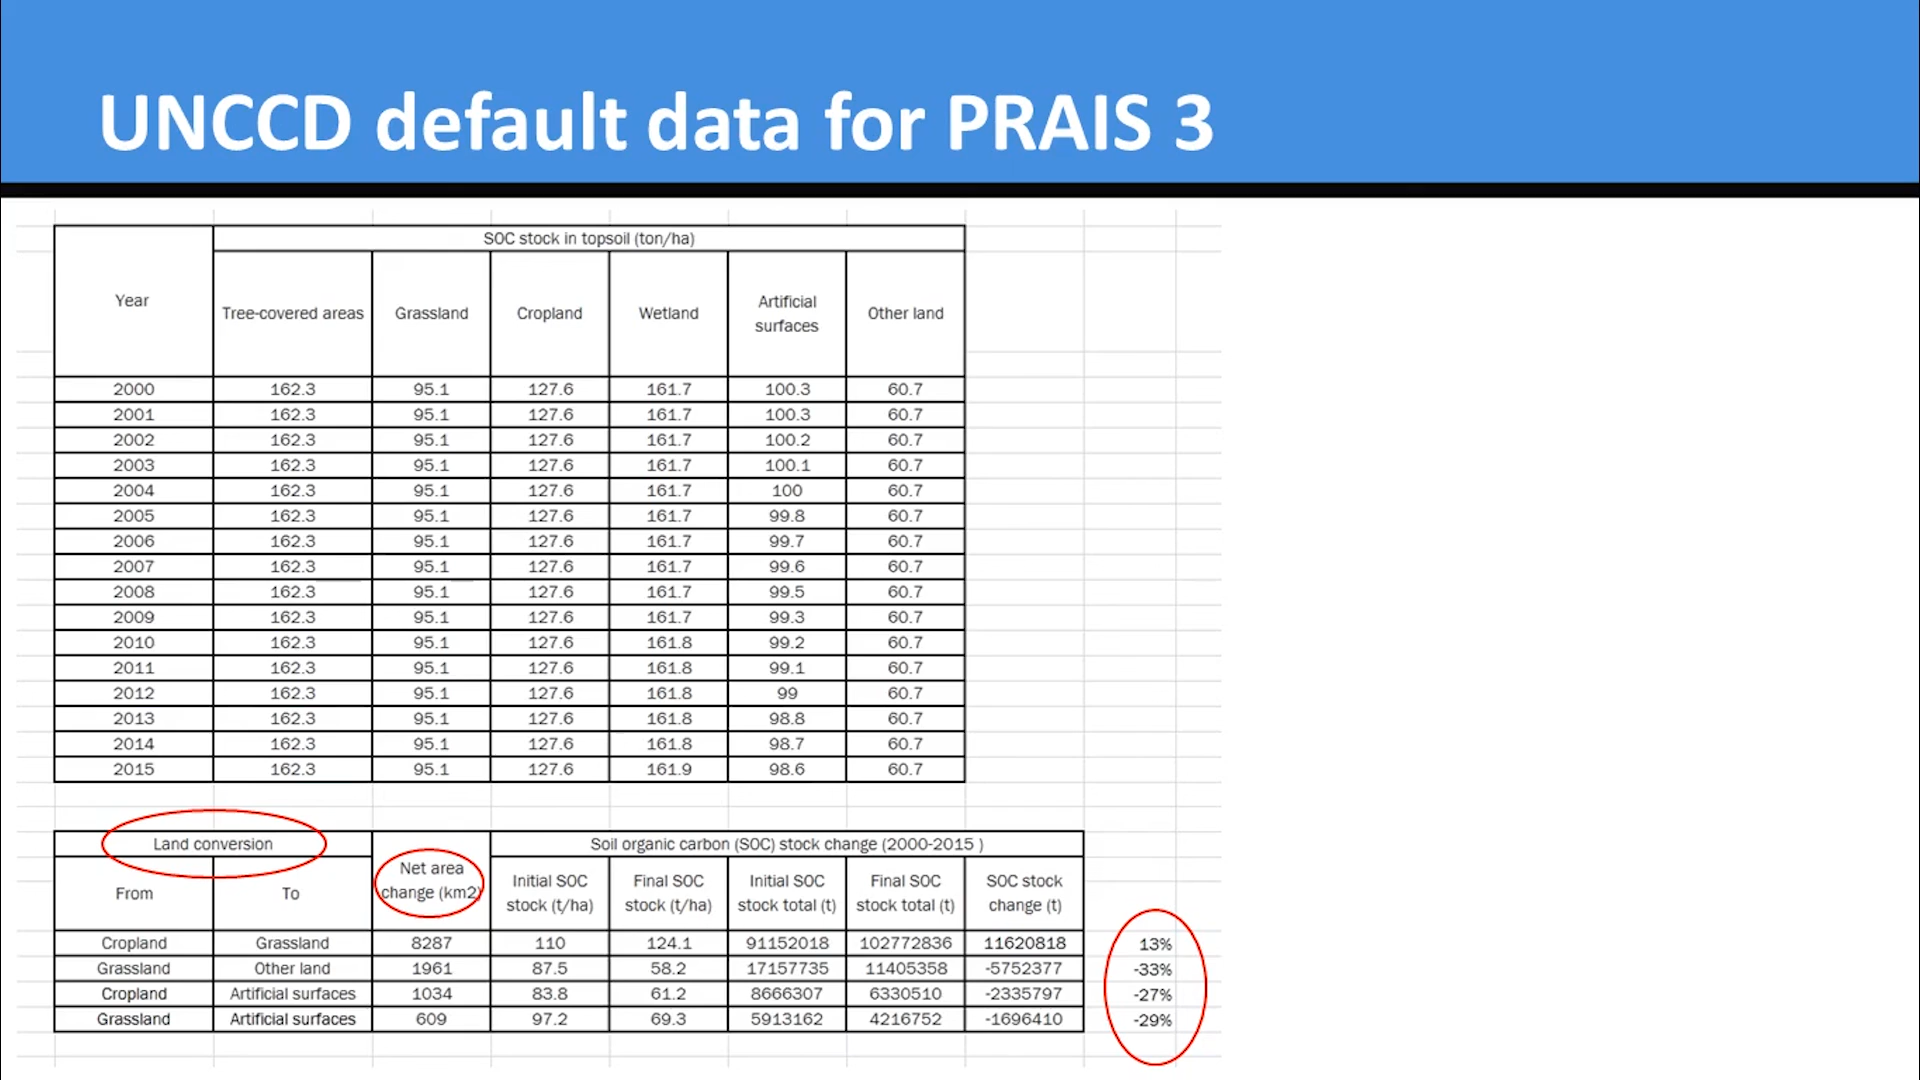 UNCCD default data for PRAIS 3
SOC stock in topsoil (ton/ha)
Year Tree-covered areas Grassland Cropland Wetland Artificial surfaces Other land
2000 162.3 95.1 127.6 161.7 100.3 60.7
2001 162.3 95.1 127.6 161.7 100.3 60.7
2002 162.3 95.1 127.6 161.7 100.2 60.7
2003 162.3 95.1 127.6 161.7 100.1 60.7
2004 162.3 95.1 127.6 161.7 100 60.7
2005 162.3 95.1 127.6 161.7 99.8 60.7
2006 162.3 95.1 127.6 161.7 99.7 60.7
2007 162.3 95.1 127.6 161.7 99.6 60.7
2008 162.3 95.1 127.6 161.7 99.5 60.7
2009 162.3 95.1 127.6 161.7 99.3 60.7
2010 162.3 95.1 127.6 161.8 99.2 60.7
2011 162.3 95.1 127.6 161.8 99.1 60.7
2012 162.3 95.1 127.6 161.8 99 60.7
2013 162.3 95.1 127.6 161.8 98.8 60.7
2014 162.3 95.1 127.6 161.8 98.7 60.7
2015 162.3 95.1 127.6 161.9 98.6 60.7
Land conversion Net area change (km2) Soil organic carbon (SOC) stock change (2000-2015 )
From To Initial SOC stock (t/ha) Final SOC stock (t/ha) Initial SOC stock total (t) Final SOC stock total (t) SOC stock change (t)
Cropland Grassland 8287 110 124.1 91152018 102772836 11620818 13%
Grassland Other land 1961 87.5 58.2 17157735 11405358 -5752377 -33%
Cropland Artificial surfaces 1034 83.8 61.2 8666307 6330510 -2335797 -27%
Grassland Artificial surfaces 609 97.2 69.3 5913162 4216752 -1696410 -29%